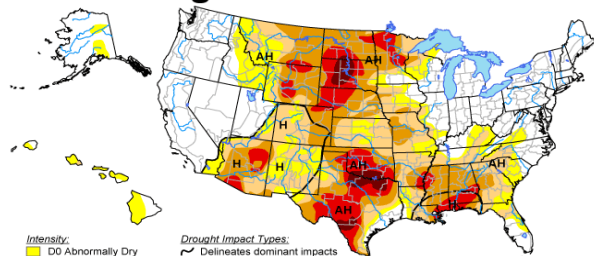 AH
AH
H
H
H
AH
AH
AH
H
Intensity:
D0 Abnormally Dry
Drought Impact Types:
Delineates dominant impacts